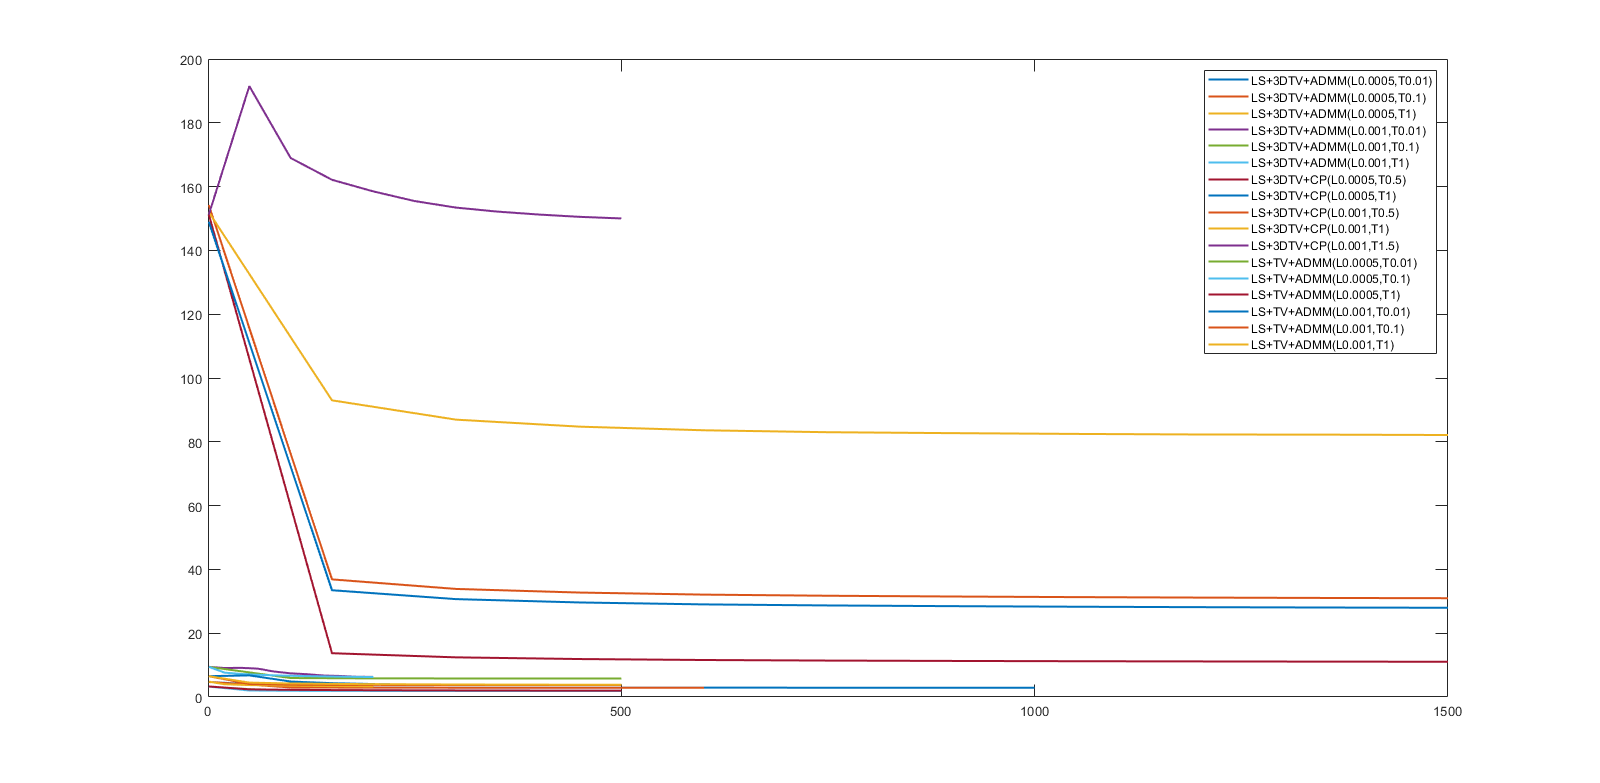 200
180
160
140
120
100
80
60
40
20
0
0
500
1000
1500
LS+3DTV+ADMM(L0.0005,T0.01)
LS+3DTV+ADMM(L0.0005,T0.1)
LS+3DTV+ADMM(L0.0005,T1)
LS+3DTV+ADMM(L0.001,T0.01)
LS+3DTV+ADMM(L0.001,T0.1)
LS+3DTV+ADMM(L0.001,T1)
LS+3DTV+CP(L0.0005,T0.5)
LS+3DTV+CP(L0.0005,T1)
LS+3DTV+CP(L0.001,T0.5)
LS+3DTV+CP(L0.001,T1)
LS+3DTV+CP(L0.001,T1.5)
LS+TV+ADMM(L0.0005,T0.01)
LS+TV+ADMM(L0.0005,T0.1)
LS+TV+ADMM(L0.0005,T1)
LS+TV+ADMM(L0.001,T0.01)
LS+TV+ADMM(L0.001,T0.1)
LS+TV+ADMM(L0.001,T1)